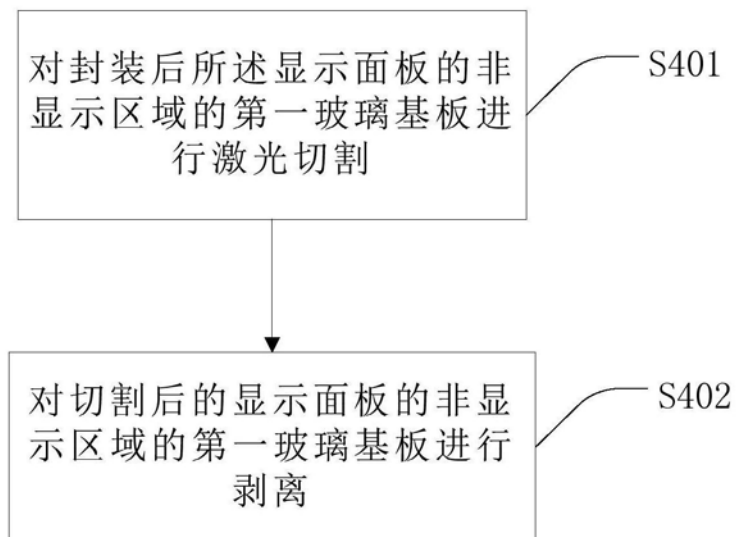 对封装后所述显示面板的非
显示区域的第一玻璃基板进
行激光切割
S401
对切割后的显示面板的非显
示区域的第一玻璃基板进行
剥离
S402